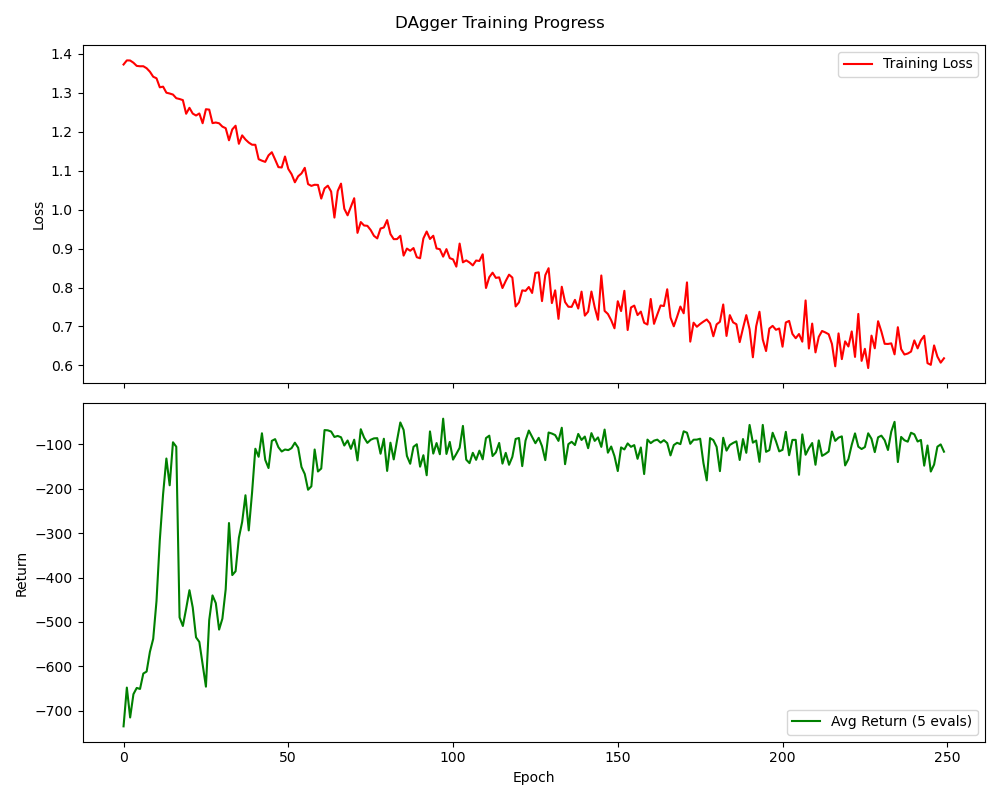 DAgger Training Progress
1.4
1.3
1.2
1.1
1.0
0.9
0.8
0.7
0.6
Loss
Training Loss
−100
−200
−300
−400
−500
−600
−700
Return
Avg Return (5 evals)
0 50 100 150 200 250
Epoch